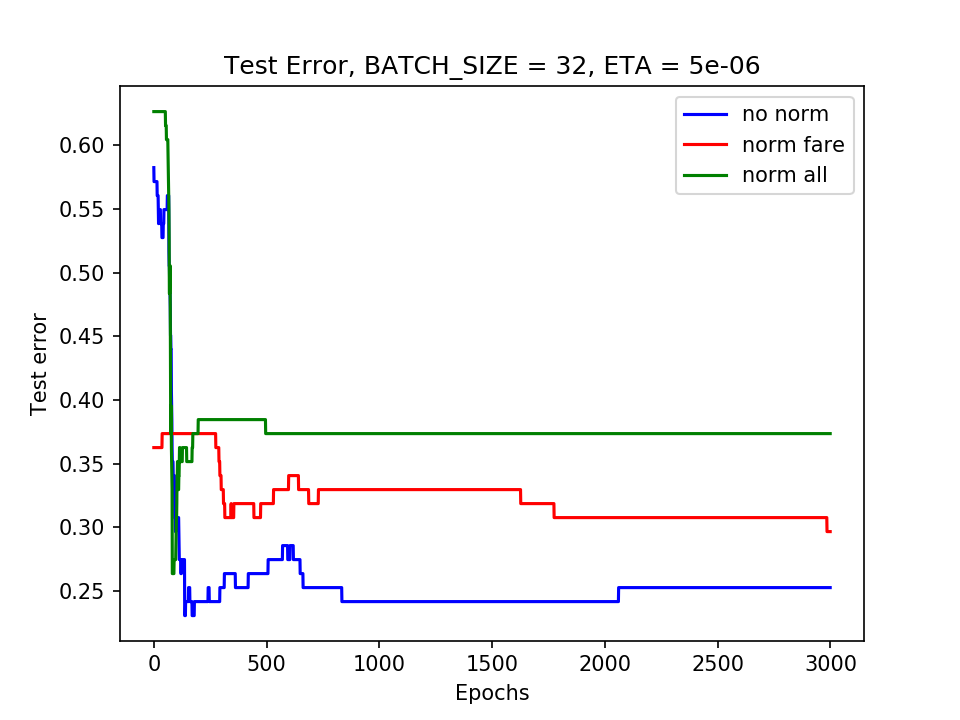 Test Error, BATCH_SIZE = 32, ETA = 5e-06
no norm
norm fare
norm all
0.60
0.55
0.50
0.45
0.40
0.35
0.30
0.25
Test error
0 500 1000 1500 2000 2500 3000
Epochs